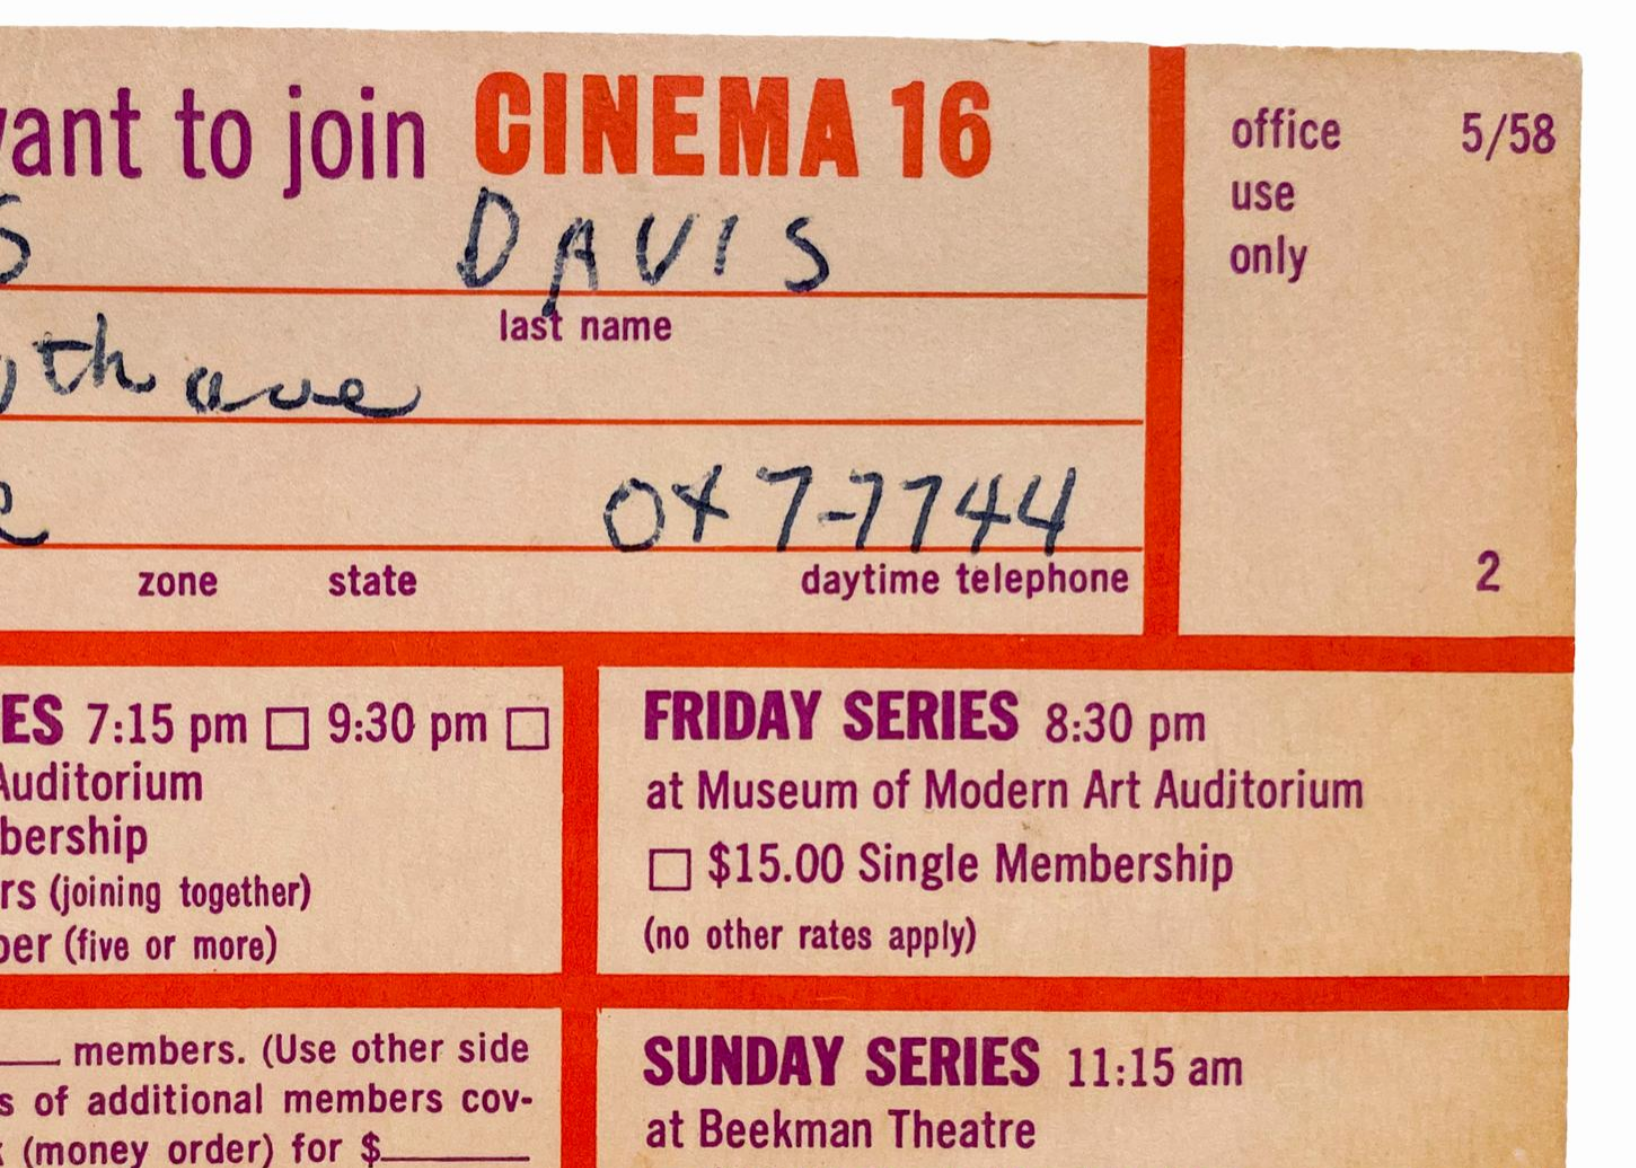 want to join CINEMA 16
S DAVIS
last name
th ave
OX 7-7744
zone state daytime telephone
office 5/58
use
only
2
ES 7:15 pm 9:30 pm
Auditorium
bership
rs (joining together)
ber (five or more)
FRIDAY SERIES 8:30 pm
at Museum of Modern Art Auditorium
$15.00 Single Membership
(no other rates apply)
members. (Use other side
s of additional members cov-
(money order) for $
SUNDAY SERIES 11:15 am
at Beekman Theatre